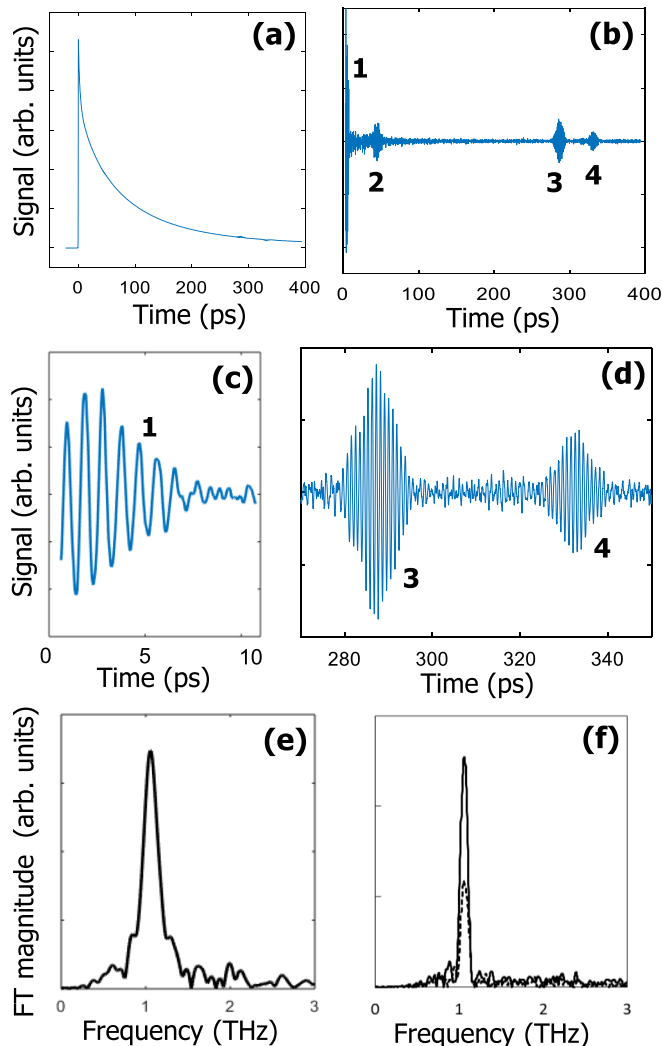 (a)
Signal (arb. units)
0 100 200 300 400
Time (ps)
(b)
1
2
3
4
0 100 200 300 400
Time (ps)
(c)
1
Signal (arb. units)
0 5 10
Time (ps)
(d)
3
4
280 300 320 340
Time (ps)
(e)
FT magnitude (arb. units)
0 1 2 3
Frequency (THz)
(f)
0 1 2 3
Frequency (THz)